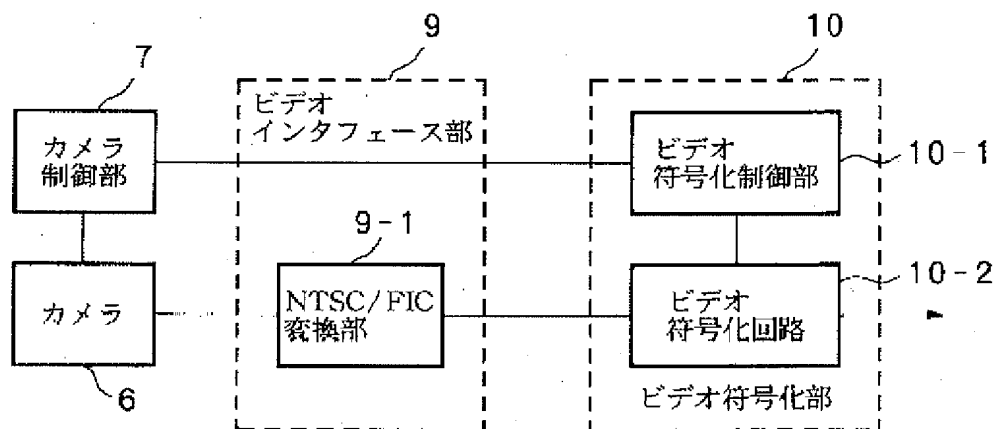 9
10
7
ビデオ
インタフェース部
カメラ
制御部
ビデオ
符号化制御部
10-1
9-1
カメラ
NTSC/FIC
変換部
ビデオ
符号化回路
10-2
6
ビデオ符号化部